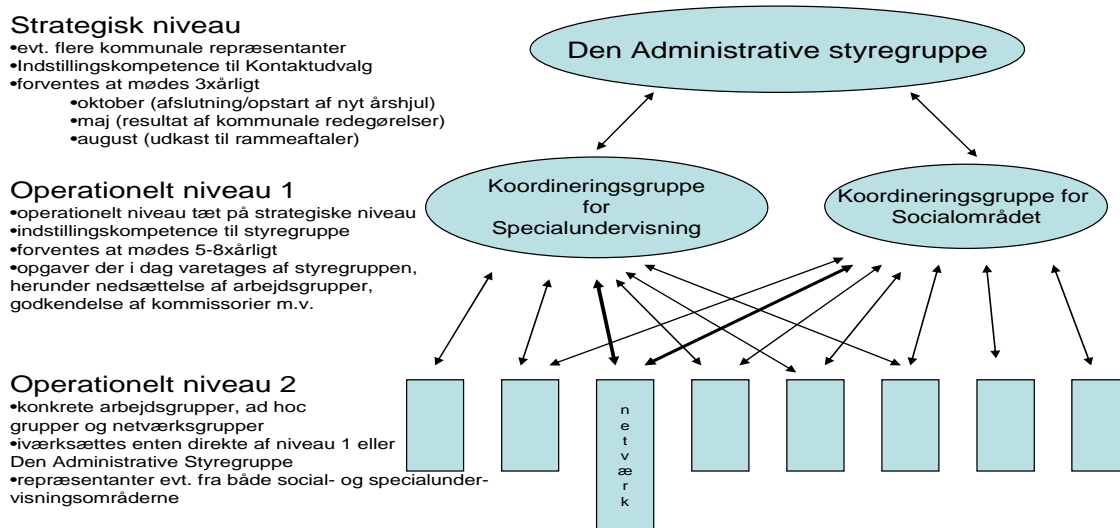 Strategisk niveau
•evt. flere kommunale repræsentanter
•Indstillingskompetence til Kontaktudvalg
•forventes at mødes 3xårligt
•oktober (afslutning/opstart af nyt årshjul)
•maj (resultat af kommunale redegørelser)
•august (udkast til rammeaftaler)
Den Administrative styregruppe
Operationelt niveau 1
•operationelt niveau tæt på strategiske niveau
•indstillingskompetence til styregruppe
•forventes at mødes 5-8xårligt
•opgaver der i dag varetages af styregruppen,
herunder nedsættelse af arbejdsgrupper,
godkendelse af kommissorier m.v.
Koordineringsgruppe
for
Specialundervisning
Koordineringsgruppe for
Socialområdet
Operationelt niveau 2
•konkrete arbejdsgrupper, ad hoc
grupper og netværksgrupper
•iværksættes enten direkte af niveau 1 eller
Den Administrative Styregruppe
•repræsentanter evt. fra både social- og specialunder-
visningsområderne
n
e
t
v
æ
r
k